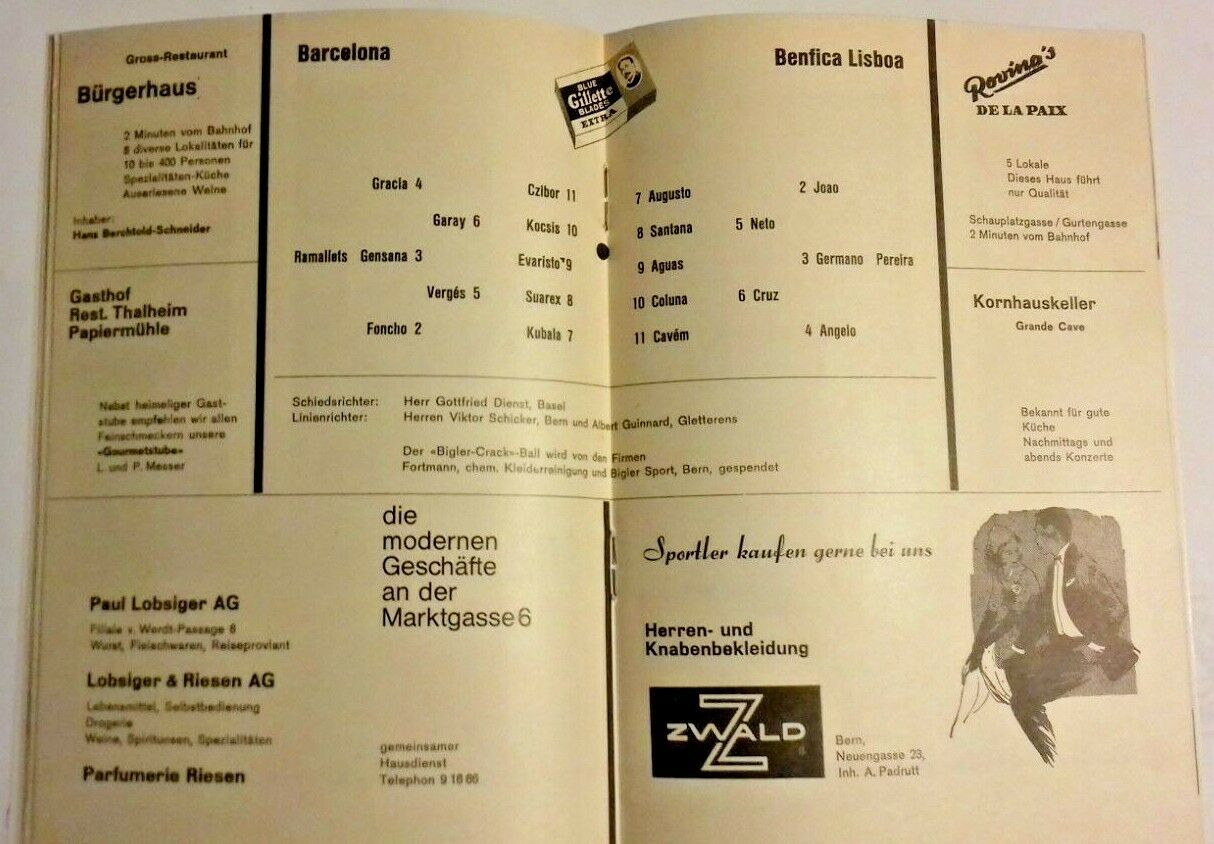 Gross-Restaurant
Bürgerhaus
2 Minuten vom Bahnhof
8 diverse Lokalitäten für
10 bis 400 Personen
Spezialitäten-Küche
Auserlesene Weine
Inhaber:
Hans Berchtold-Schneider
Gasthof
Rest. Thalheim
Papiermühle
Nebst heimeliger Gast-
stube empfehlen wir allen
Feinschmeckern unsere
«Gourmetstube»
L. und P. Messer
Barcelona
Gracia 4
Czibor 11
Garay 6
Kocsis 10
Ramallets Gensana 3
Evaristo 9
Vergés 5
Suarex 8
Foncho 2
Kubala 7
BLUE
Gillette
BLADES
EXTRA
Benfica Lisboa
7 Augusto
2 Joao
8 Santana
5 Neto
9 Aguas
3 Germano Pereira
10 Coluna
6 Cruz
11 Cavém
4 Angelo
Schiedsrichter: Herr Gottfried Dienst, Basel
Linienrichter: Herren Viktor Schicker, Bern und Albert Guinnard, Gletterens
Der «Bigler-Crack»-Ball wird von den Firmen
Fortmann, chem. Kleiderreinigung und Bigler Sport, Bern, gespendet
Rovina's
DE LA PAIX
5 Lokale
Dieses Haus führt
nur Qualität
Schauplatzgasse / Gurtengasse
2 Minuten vom Bahnhof
Kornhauskeller
Grande Cave
Bekannt für gute
Küche
Nachmittags und
abends Konzerte
die
modernen
Geschäfte
an der
Marktgasse 6
Paul Lobsiger AG
Filiale v. Werdt-Passage 8
Wurst, Fleischwaren, Reiseproviant
Lobsiger & Riesen AG
Lebensmittel, Selbstbedienung
Drogerie
Weine, Spirituosen, Spezialitäten
Parfumerie Riesen
gemeinsamer
Hausdienst
Telephon 9 16 66
Sportler kaufen gerne bei uns
Herren- und
Knabenbekleidung
Z
ZWALD
Bern,
Neuengasse 23,
Inh. A. Padrutt